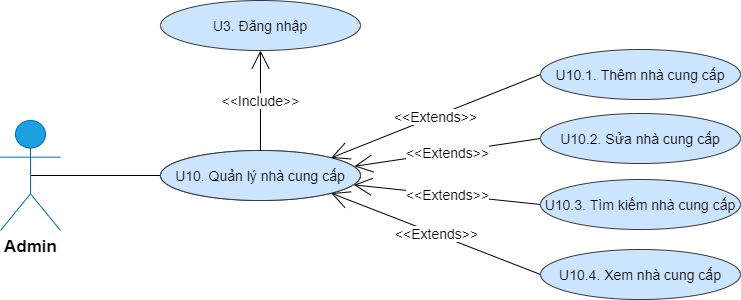 U3. Đăng nhập
<<Include>>
Admin
U10. Quản lý nhà cung cấp
<<Extends>>
U10.1. Thêm nhà cung cấp
<<Extends>>
U10.2. Sửa nhà cung cấp
<<Extends>>
U10.3. Tìm kiếm nhà cung cấp
<<Extends>>
U10.4. Xem nhà cung cấp